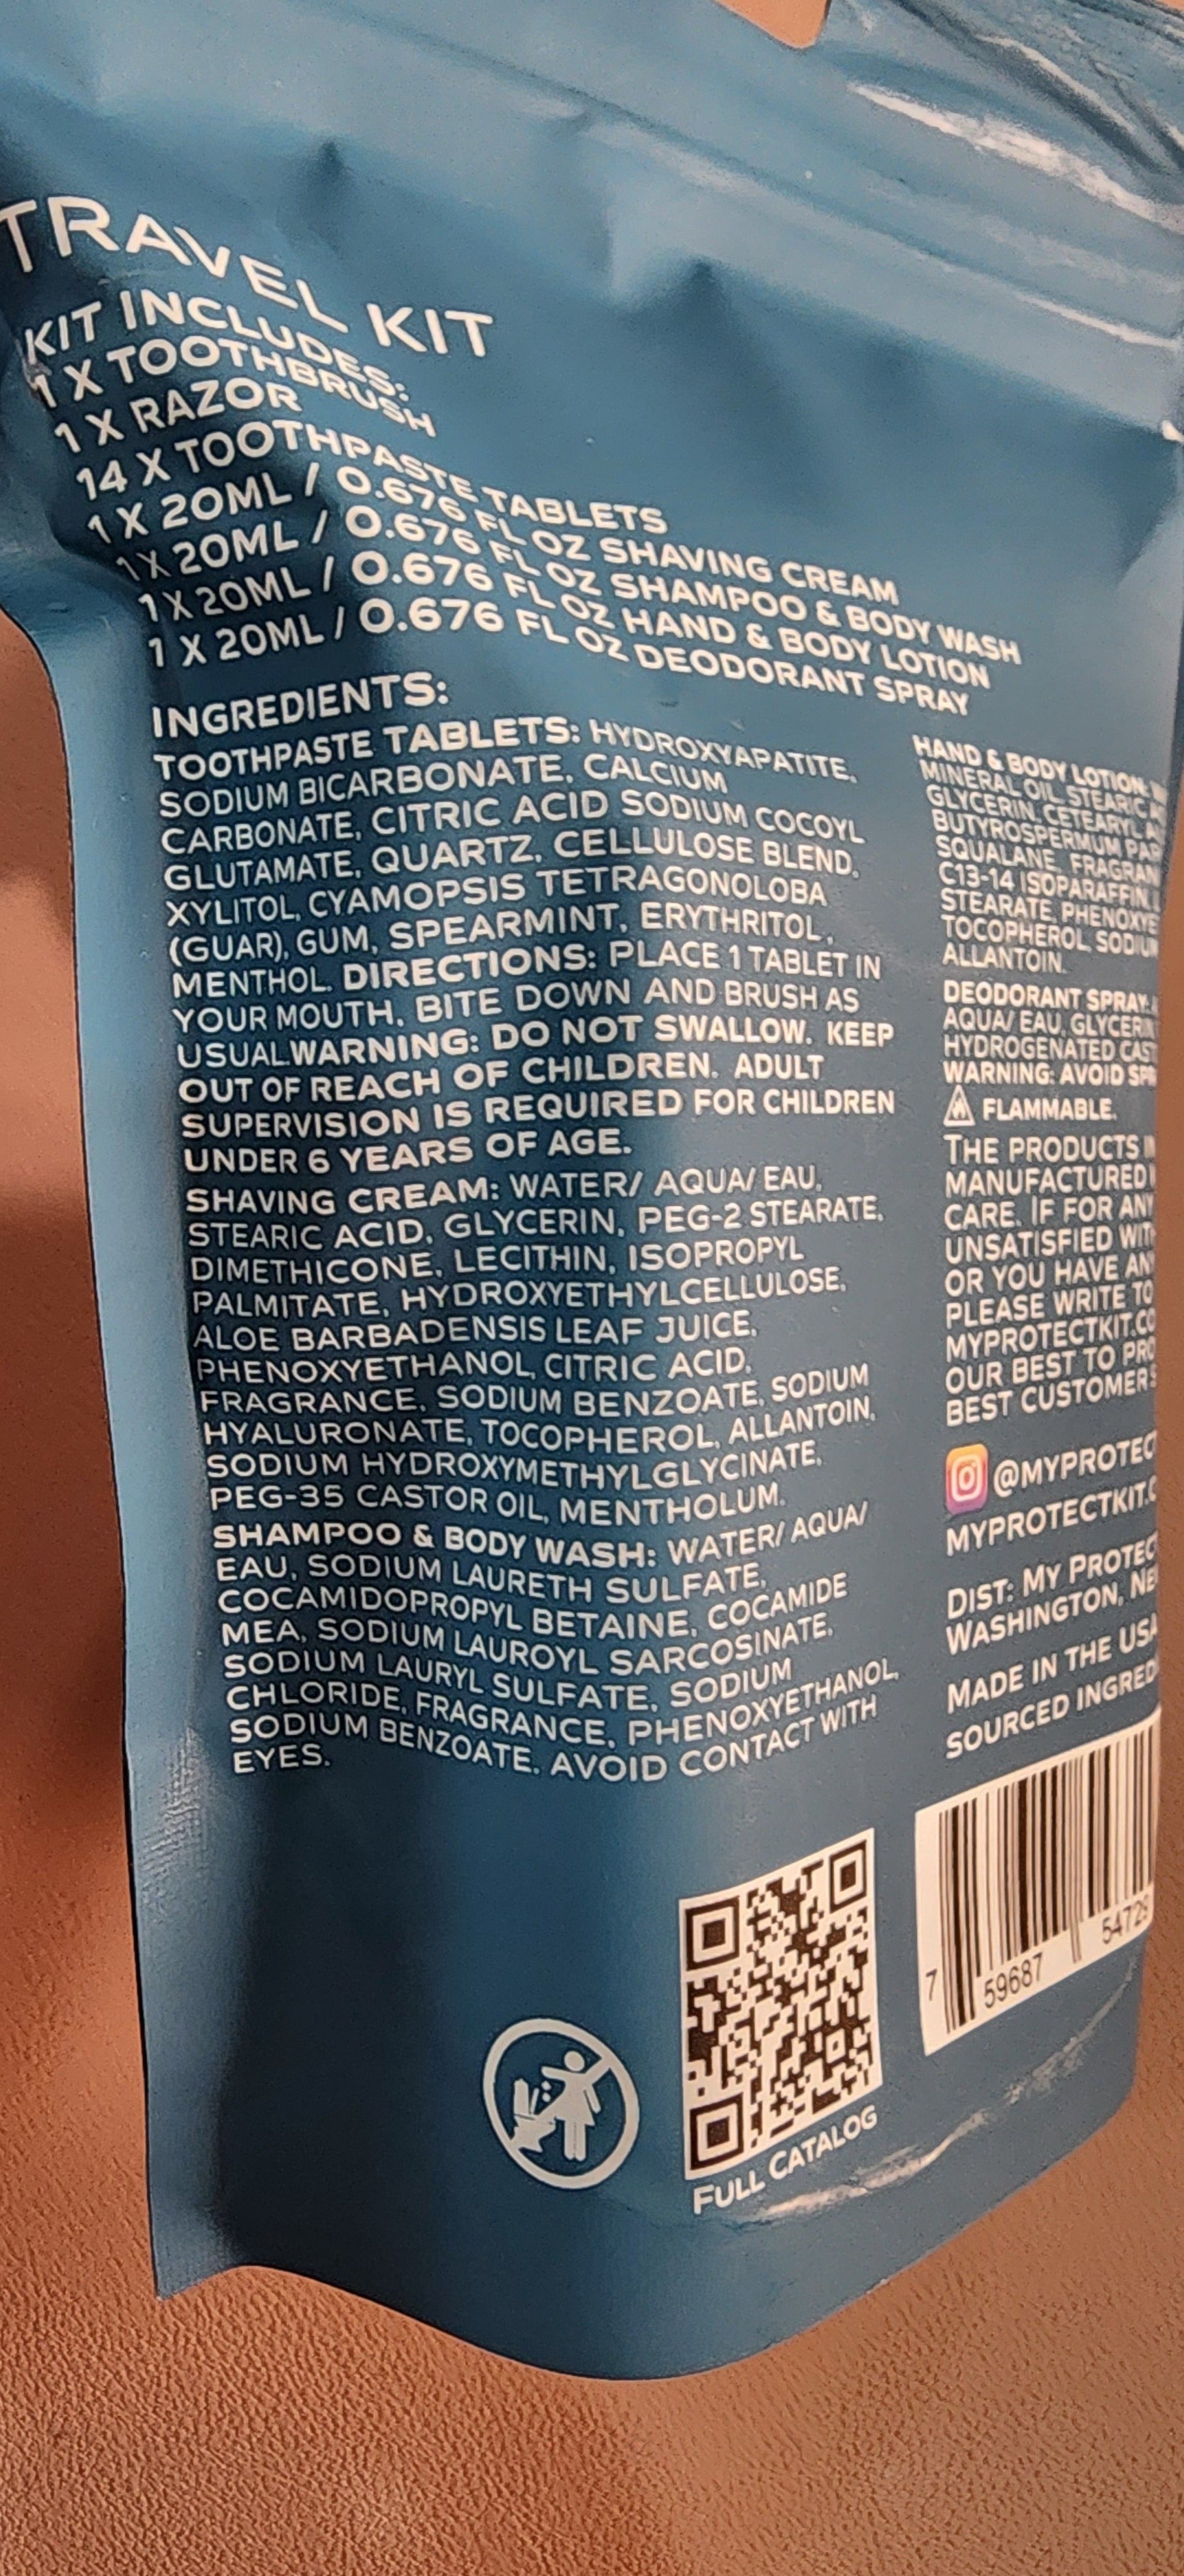 TRAVEL KIT
KIT INCLUDES:
1 X TOOTHBRUSH
1 X RAZOR
14 X TOOTHPASTE TABLETS
1 X 20ML / 0.676 FL OZ SHAVING CREAM
1 X 20ML / 0.676 FL OZ SHAMPOO & BODY WASH
1 X 20ML / 0.676 FL OZ HAND & BODY LOTION
1 X 20ML / 0.676 FL OZ DEODORANT SPRAY
INGREDIENTS:
TOOTHPASTE TABLETS: HYDROXYAPATITE,
SODIUM BICARBONATE, CALCIUM
CARBONATE, CITRIC ACID SODIUM COCOYL
GLUTAMATE, QUARTZ, CELLULOSE BLEND,
XYLITOL, CYAMOPSIS TETRAGONOLOBA
(GUAR), GUM, SPEARMINT, ERYTHRITOL,
MENTHOL. DIRECTIONS: PLACE 1 TABLET IN
YOUR MOUTH, BITE DOWN AND BRUSH AS
USUALWARNING: DO NOT SWALLOW. KEEP
OUT OF REACH OF CHILDREN. ADULT
SUPERVISION IS REQUIRED FOR CHILDREN
UNDER 6 YEARS OF AGE.
SHAVING CREAM: WATER/ AQUA/ EAU,
STEARIC ACID, GLYCERIN, PEG-2 STEARATE,
DIMETHICONE, LECITHIN, ISOPROPYL
PALMITATE, HYDROXYETHYLCELLULOSE,
ALOE BARBADENSIS LEAF JUICE,
PHENOXYETHANOL, CITRIC ACID,
FRAGRANCE, SODIUM BENZOATE, SODIUM
HYALURONATE, TOCOPHEROL, ALLANTOIN,
SODIUM HYDROXYMETHYLGLYCINATE,
PEG-35 CASTOR OIL, MENTHOLUM.
SHAMPOO & BODY WASH: WATER/ AQUA/
EAU, SODIUM LAURETH SULFATE,
COCAMIDOPROPYL BETAINE, COCAMIDE
MEA, SODIUM LAUROYL SARCOSINATE,
SODIUM LAURYL SULFATE, SODIUM
CHLORIDE, FRAGRANCE, PHENOXYETHANOL,
SODIUM BENZOATE. AVOID CONTACT WITH
EYES.
HAND & BODY LOTION:
MINERAL OIL, STEARIC
GLYCERIN, CETEARYL
BUTYROSPERMUM
SQUALANE, FRAGRAN
C13-14 ISOPARAFFIN,
STEARATE, PHENOXYE
TOCOPHEROL, SODIUM
ALLANTOIN.
DEODORANT SPRAY:
AQUA/ EAU, GLYCERIN
HYDROGENATED CAST
WARNING: AVOID
FLAMMABLE.
THE PRODUCTS
MANUFACTURED
CARE. IF FOR ANY
UNSATISFIED WIT
OR YOU HAVE AN
PLEASE WRITE TO
MYPROTECTKIT.CO
OUR BEST TO PRO
BEST CUSTOMER
@MYPROTEC
MYPROTECTKIT.C
DIST: MY PROTEC
WASHINGTON, NE
MADE IN THE USA
SOURCED INGRED
7 59687 5472
FULL CATALOG